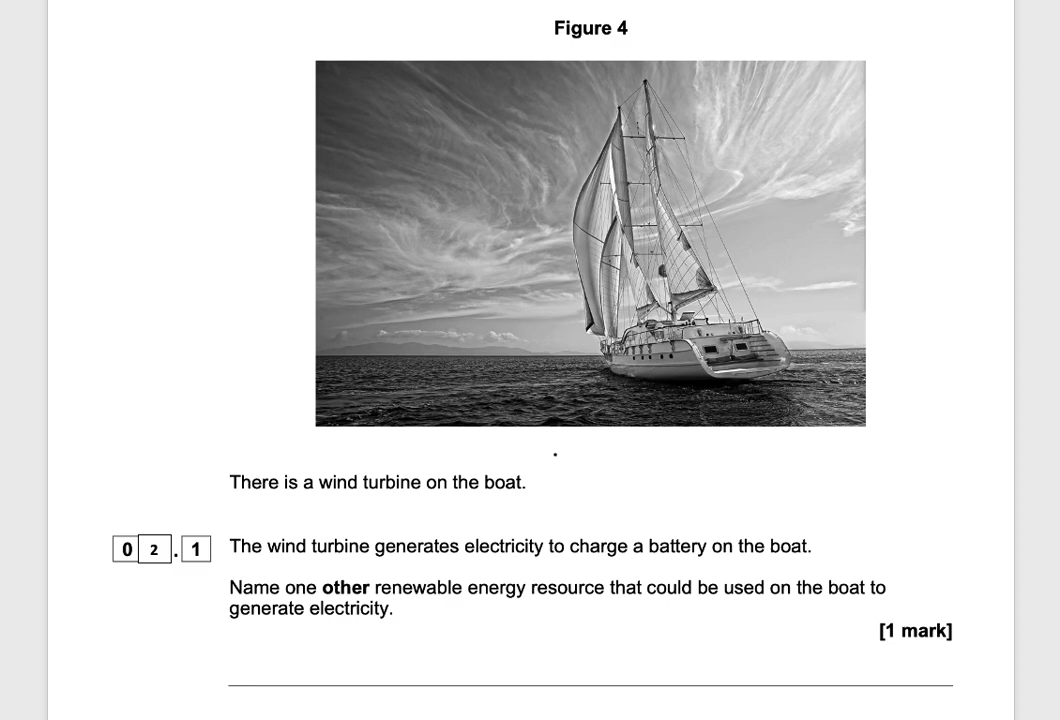 Figure 4
There is a wind turbine on the boat.
0 2 . 1 The wind turbine generates electricity to charge a battery on the boat.
Name one other renewable energy resource that could be used on the boat to
generate electricity.
[1 mark]